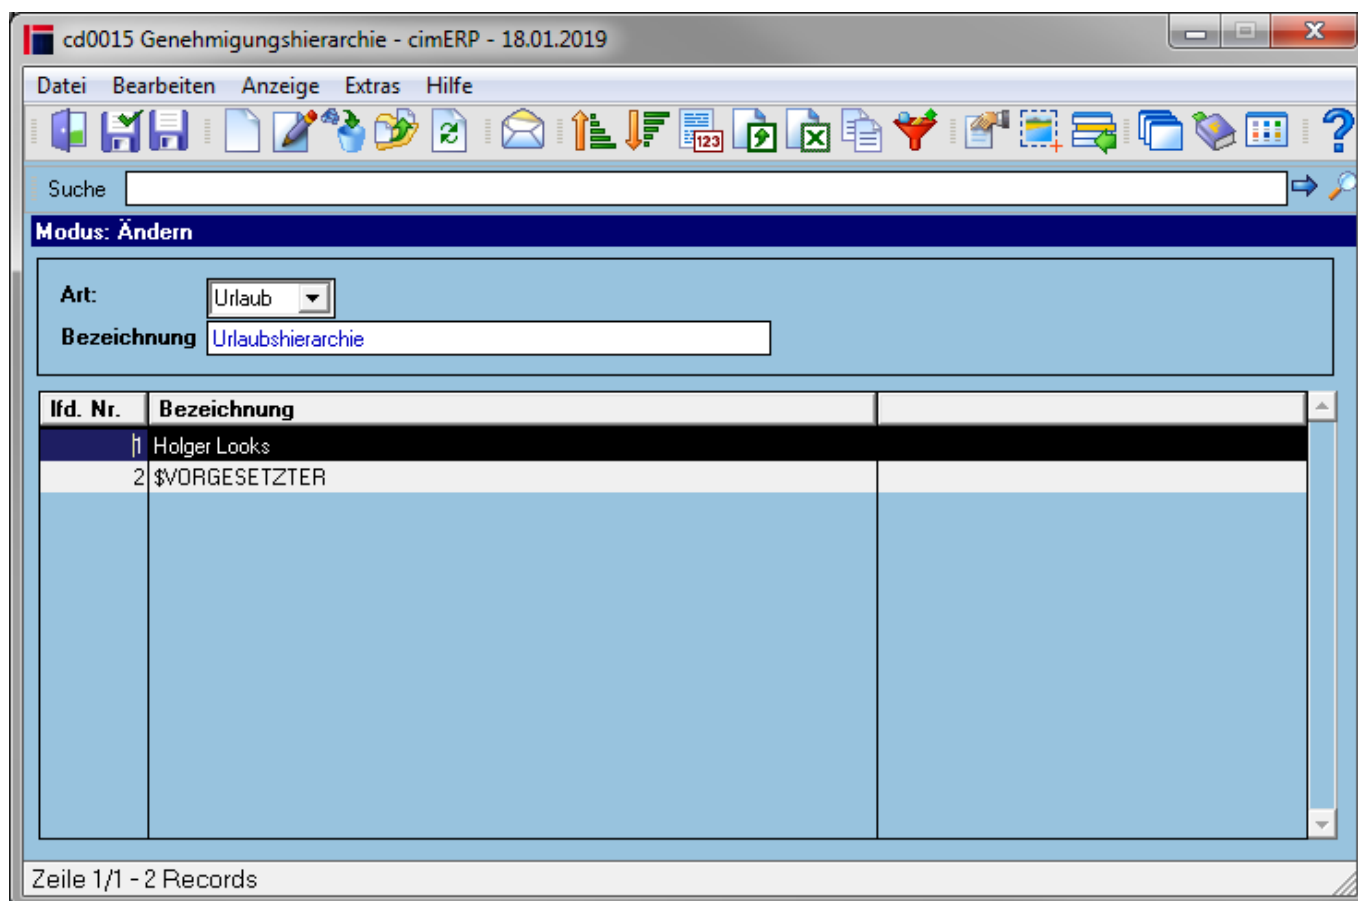 cd0015 Genehmigungshierarchie - cimERP - 18.01.2019
Datei Bearbeiten Anzeige Extras Hilfe
123
Suche
Modus: Ändern
Art: Urlaub
Bezeichnung Urlaubshierarchie
lfd. Nr. Bezeichnung
1 Holger Looks
2 $VORGESETZTER
Zeile 1/1 - 2 Records